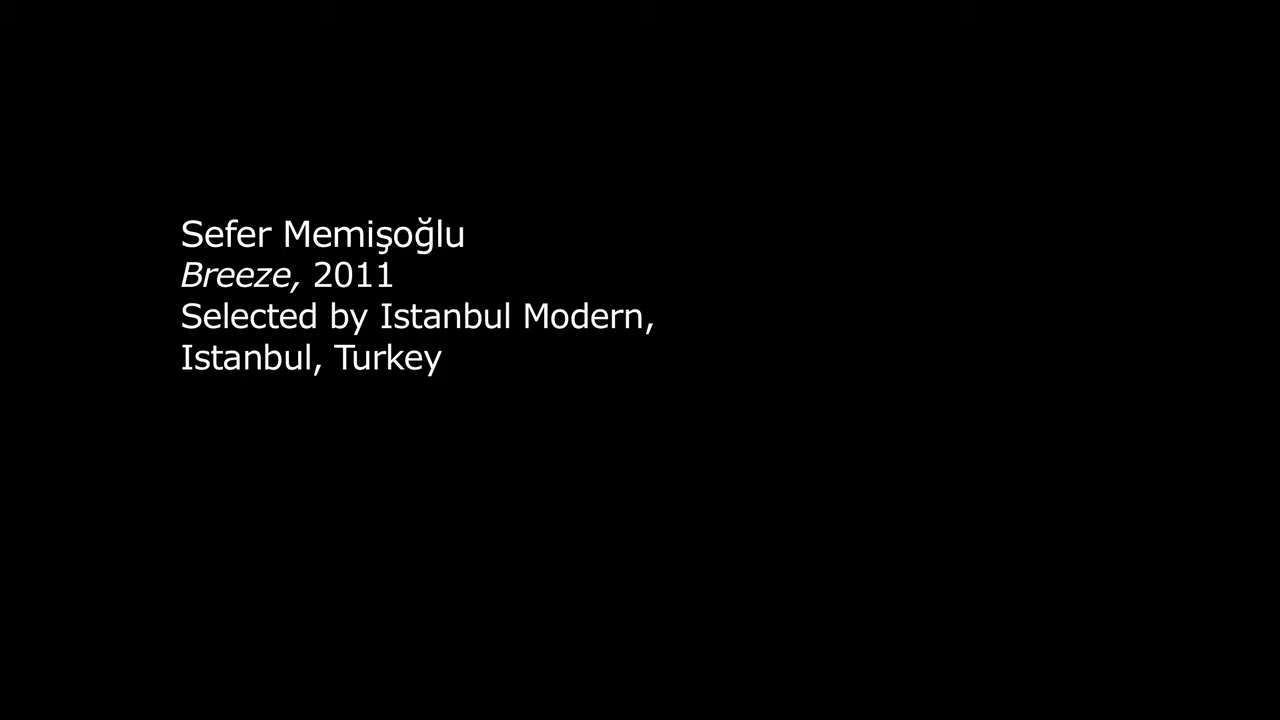 Sefer Memişoğlu
Breeze, 2011
Selected by Istanbul Modern,
Istanbul, Turkey